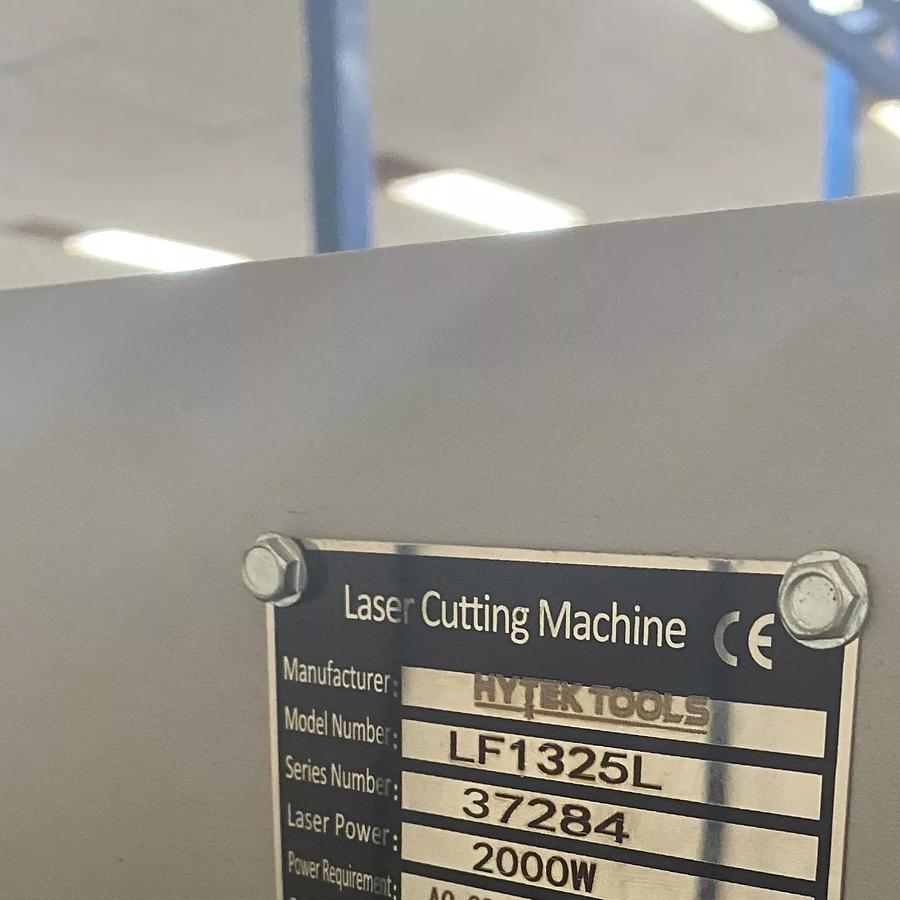 Laser Cutting Machine CE
Manufacturer: HYTEK TOOLS
Model Number: LF1325L
Series Number: 37284
Laser Power: 2000W
Power Requirement: